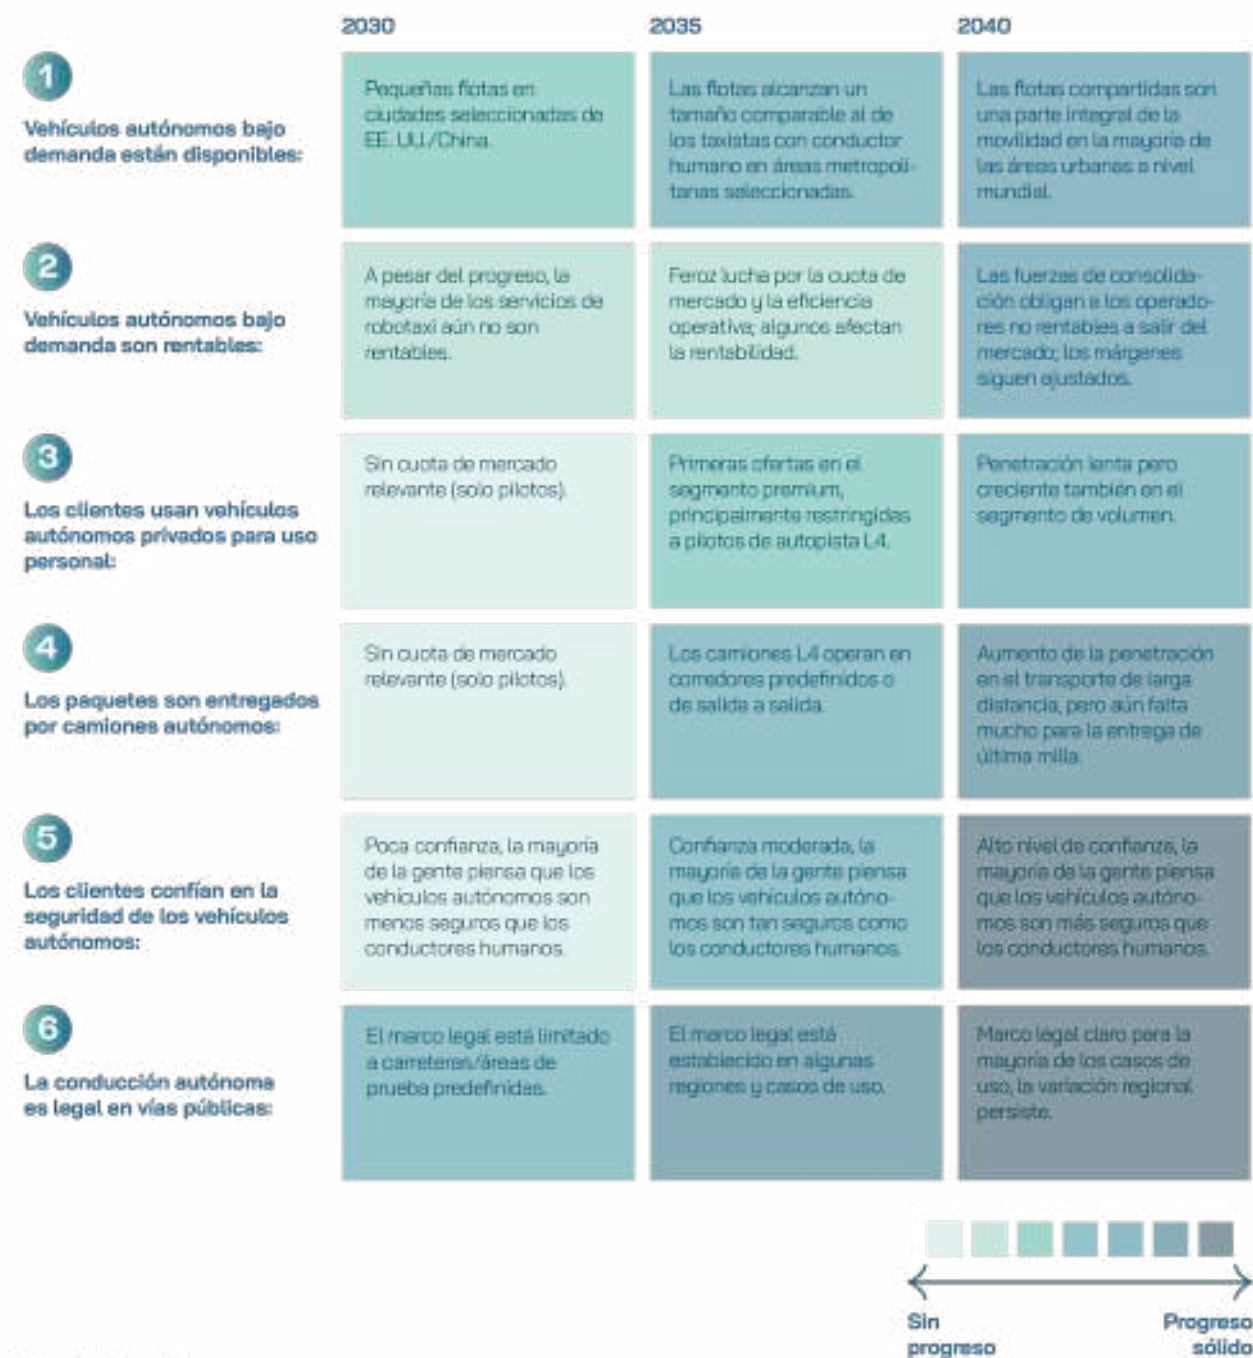 2030
2035
2040
1
Vehículos autónomos bajo
demanda están disponibles:
Pequeñas flotas en
ciudades seleccionadas de
EE. UU./China.
Las flotas alcanzan un
tamaño comparable al de
los taxistas con conductor
humano en áreas metropoli-
tanas seleccionadas.
Las flotas compartidas son
una parte integral de la
movilidad en la mayoría de
las áreas urbanas a nivel
mundial.
2
Vehículos autónomos bajo
demanda son rentables:
A pesar del progreso, la
mayoría de los servicios de
robotaxi aún no son
rentables.
Feroz lucha por la cuota de
mercado y la eficiencia
operativa; algunos afectan
la rentabilidad.
Las fuerzas de consolida-
ción obligan a los operado-
res no rentables a salir del
mercado; los márgenes
siguen ajustados.
3
Los clientes usan vehículos
autónomos privados para uso
personal:
Sin cuota de mercado
relevante (solo pilotos).
Primeras ofertas en el
segmento premium,
principalmente restringidas
a pilotos de autopista L4.
Penetración lenta pero
creciente también en el
segmento de volumen.
4
Los paquetes son entregados
por camiones autónomos:
Sin cuota de mercado
relevante (solo pilotos).
Los camiones L4 operan en
corredores predefinidos o
de salida a salida.
Aumento de la penetración
en el transporte de larga
distancia, pero aún falta
mucho para la entrega de
última milla.
5
Los clientes confían en la
seguridad de los vehículos
autónomos:
Poca confianza, la mayoría
de la gente piensa que los
vehículos autónomos son
menos seguros que los
conductores humanos.
Confianza moderada, la
mayoría de la gente piensa
que los vehículos autóno-
mos son tan seguros como
los conductores humanos.
Alto nivel de confianza, la
mayoría de la gente piensa
que los vehículos autóno-
mos son más seguros que
los conductores humanos.
6
La conducción autónoma
es legal en vías públicas:
El marco legal está limitado
a carreteras/áreas de
prueba predefinidas.
El marco legal está
establecido en algunas
regiones y casos de uso.
Marco legal claro para la
mayoría de los casos de
uso, la variación regional
persiste.
Sin
progreso
Progreso
sólido